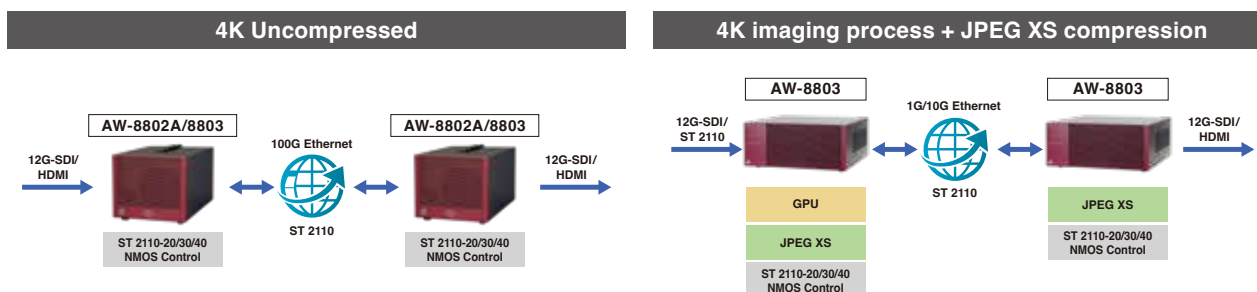 4K Uncompressed
AW-8802A/8803
AW-8802A/8803
12G-SDI/
HDMI
100G Ethernet
12G-SDI/
HDMI
ST 2110
ST 2110-20/30/40
NMOS Control
ST 2110-20/30/40
NMOS Control
4K imaging process + JPEG XS compression
AW-8803
AW-8803
12G-SDI/
ST 2110
1G/10G Ethernet
12G-SDI/
HDMI
ST 2110
GPU
JPEG XS
ST 2110-20/30/40
NMOS Control
JPEG XS
ST 2110-20/30/40
NMOS Control